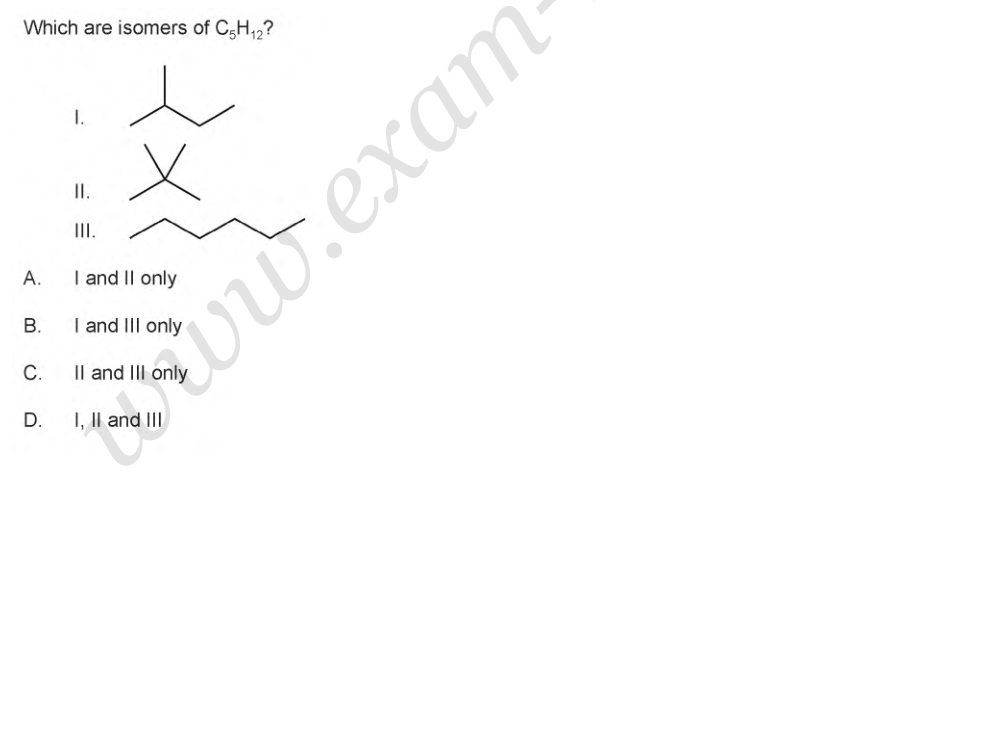 Which are isomers of C₅H₁₂?
I.
II.
III.
A. I and II only
B. I and III only
C. II and III only
D. I, II and III
www.exam-